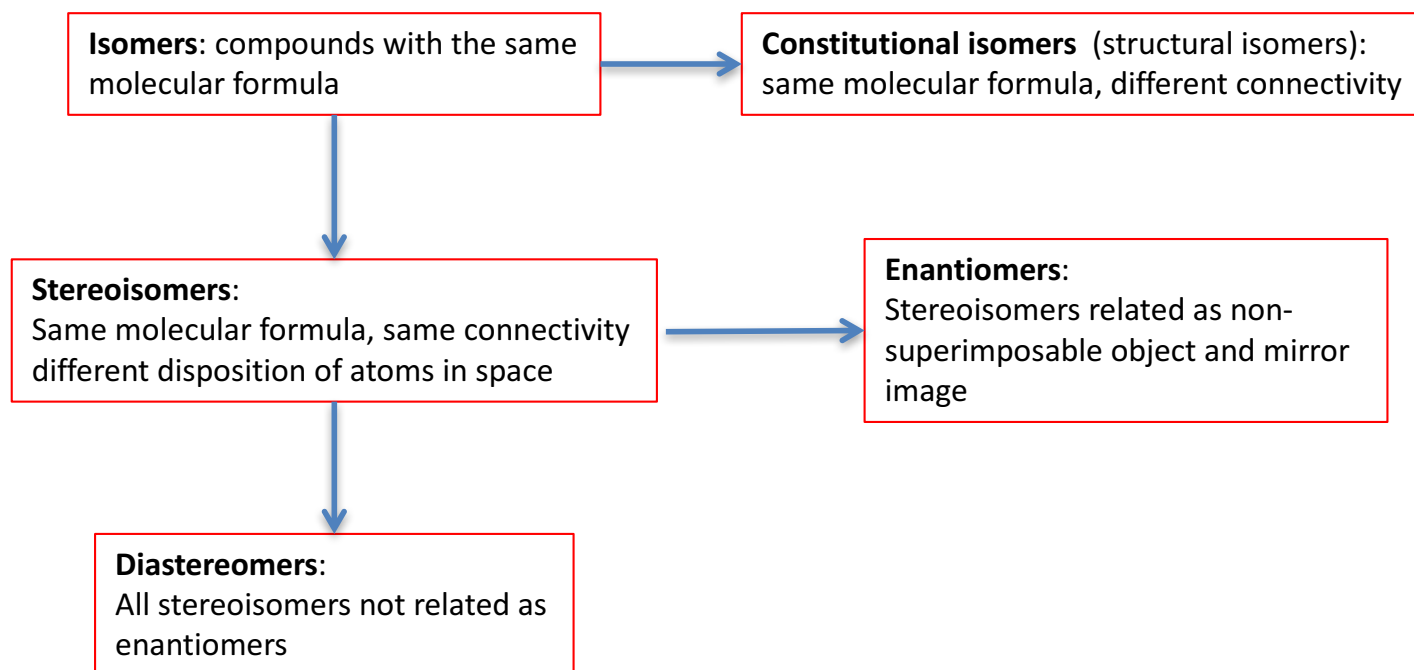 Isomers: compounds with the same
molecular formula
Constitutional isomers (structural isomers):
same molecular formula, different connectivity
Stereoisomers:
Same molecular formula, same connectivity
different disposition of atoms in space
Enantiomers:
Stereoisomers related as non-
superimposable object and mirror
image
Diastereomers:
All stereoisomers not related as
enantiomers